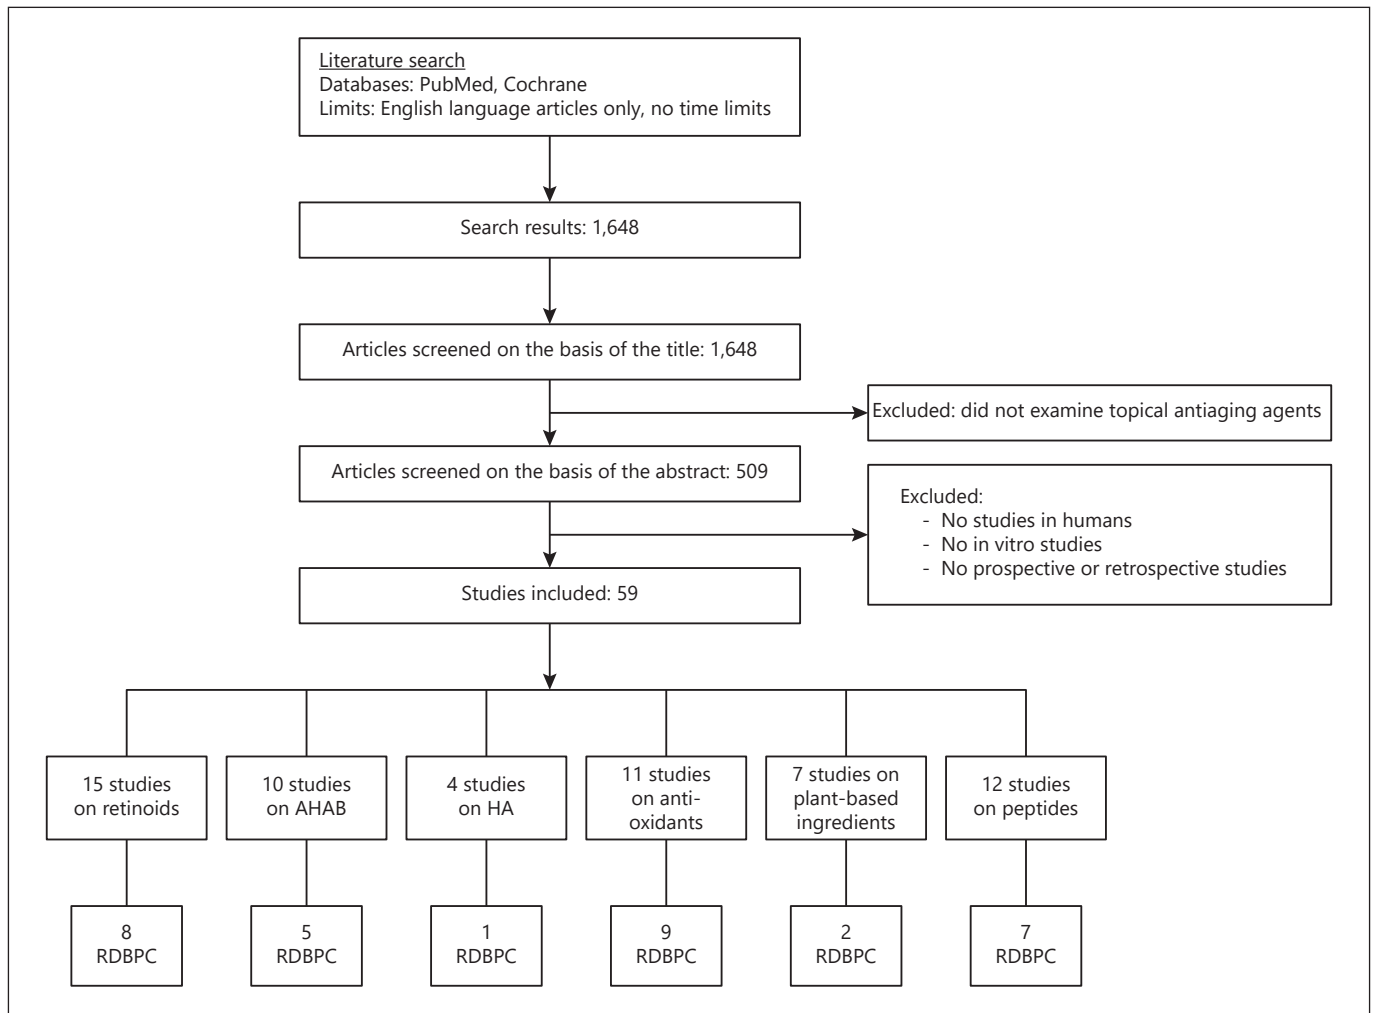 Literature search
Databases: PubMed, Cochrane
Limits: English language articles only, no time limits
Search results: 1,648
Articles screened on the basis of the title: 1,648
Excluded: did not examine topical antiaging agents
Articles screened on the basis of the abstract: 509
Excluded:
- No studies in humans
- No in vitro studies
- No prospective or retrospective studies
Studies included: 59
15 studies
on retinoids
10 studies
on AHAB
4 studies
on HA
11 studies
on anti-
oxidants
7 studies on
plant-based
ingredients
12 studies
on peptides
8
RDBPC
5
RDBPC
1
RDBPC
9
RDBPC
2
RDBPC
7
RDBPC